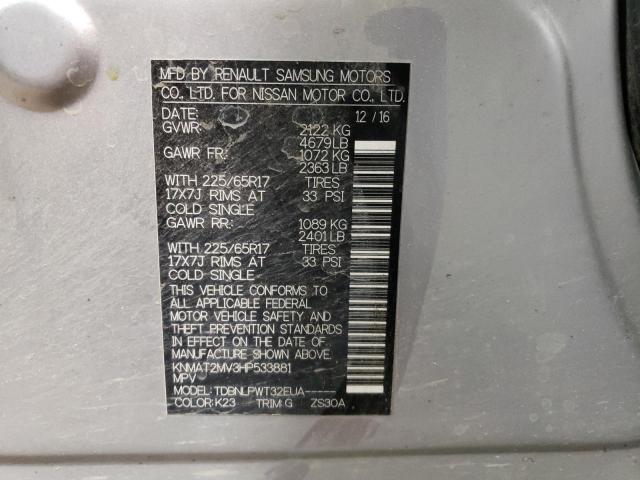 MFD BY RENAULT SAMSUNG MOTORS
CO., LTD. FOR NISSAN MOTOR CO., LTD.
DATE: 12 / 16
GVWR: 2122 KG
4679 LB
GAWR FR: 1072 KG
2363 LB
WITH 225/65R17 TIRES
17X7J RIMS AT 33 PSI
COLD SINGLE
GAWR RR: 1089 KG
2401 LB
WITH 225/65R17 TIRES
17X7J RIMS AT 33 PSI
COLD SINGLE
THIS VEHICLE CONFORMS TO
ALL APPLICABLE FEDERAL
MOTOR VEHICLE SAFETY AND
THEFT PREVENTION STANDARDS
IN EFFECT ON THE DATE OF
MANUFACTURE SHOWN ABOVE.
KNMAT2MV3HP533881
MPV
MODEL: TDBNLPWT32EUA-----
COLOR: K23 TRIM: G ZS30A